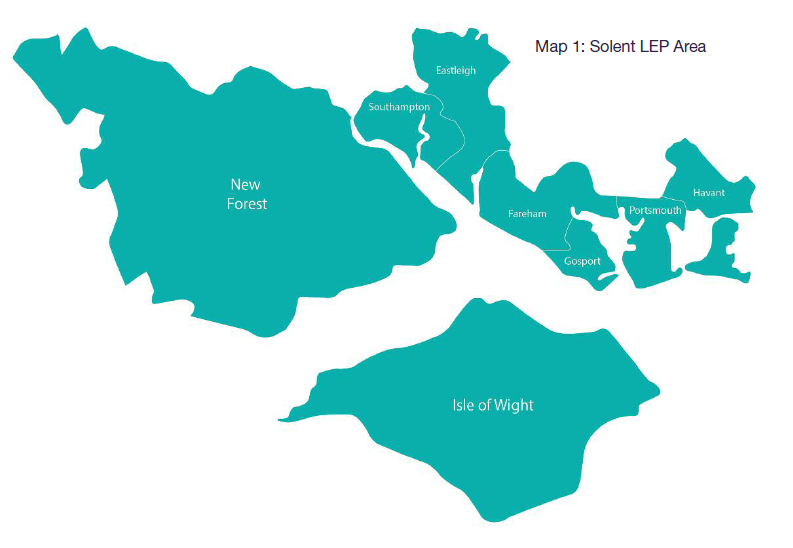 Map 1: Solent LEP Area
Eastleigh
Southampton
New
Forest
Havant
Portsmouth
Fareham
Gosport
Isle of Wight